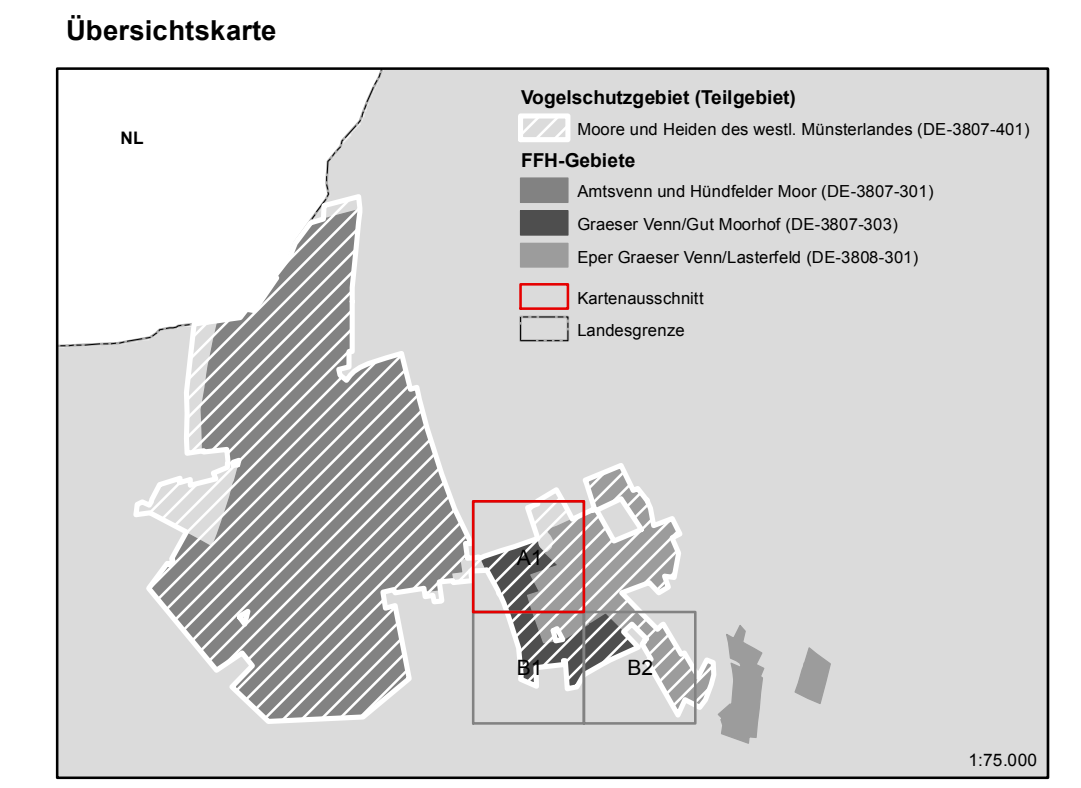 Übersichtskarte
NL
Vogelschutzgebiet (Teilgebiet)
Moore und Heiden des westl. Münsterlandes (DE-3807-401)
FFH-Gebiete
Amtsvenn und Hündfelder Moor (DE-3807-301)
Graeser Venn/Gut Moorhof (DE-3807-303)
Eper Graeser Venn/Lasterfeld (DE-3808-301)
Kartenausschnitt
Landesgrenze
A1
B1
B2
1:75.000